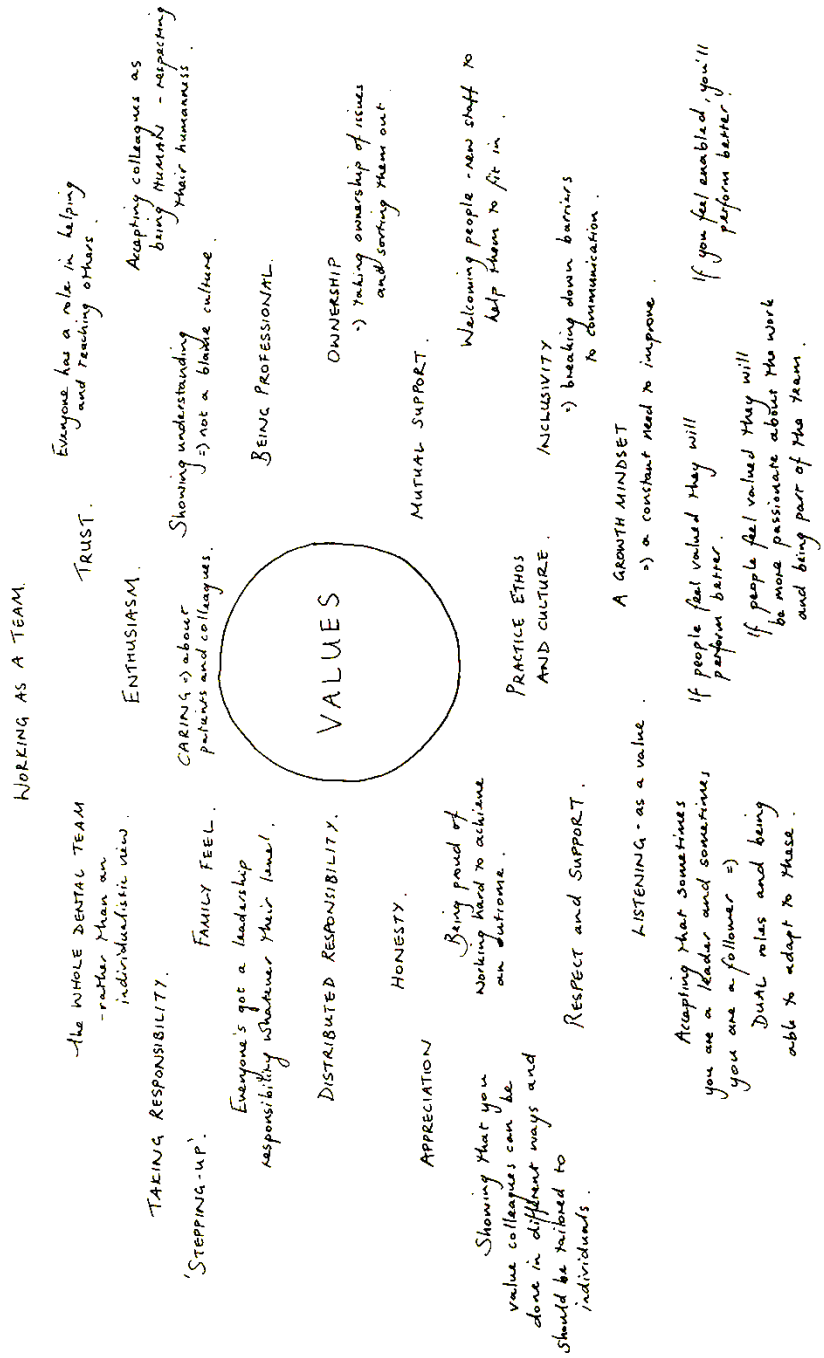 WORKING AS A TEAM.
the WHOLE DENTAL TEAM
- rather than an
individualistic view.
TRUST.
Everyone has a role in helping
and teaching others.
TAKING RESPONSIBILITY.
ENTHUSIASM.
Accepting colleagues as
being HUMAN - respecting
their humanness.
'STEPPING-UP'.
FAMILY FEEL.
CARING => about
patients and colleagues.
Showing understanding
=> not a blame culture.
Everyone's got a leadership
responsibility whatever their level.
BEING PROFESSIONAL.
DISTRIBUTED RESPONSIBILITY.
VALUES
OWNERSHIP
=> taking ownership of issues
and sorting them out.
HONESTY.
MUTUAL SUPPORT.
APPRECIATION
Being proud of
working hard to achieve
an outcome.
Welcoming people - new staff to
help them to fit in.
Showing that you
value colleagues can be
done in different ways and
should be tailored to
individuals.
PRACTICE ETHOS
AND CULTURE.
INCLUSIVITY
=> breaking down barriers
to communication.
RESPECT and SUPPORT.
A GROWTH MINDSET
=> a constant need to improve.
LISTENING - as a value.
Accepting that sometimes
you are a leader and sometimes
you are a follower =>
DUAL roles and being
able to adapt to these.
If people feel valued they will
perform better.
If you feel enabled, you'll
perform better.
If people feel valued they will
be more passionate about the work
and being part of the team.